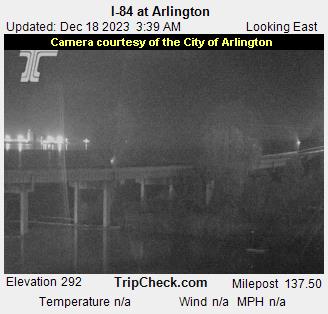 I-84 at Arlington
Updated: Dec 18 2023 3:39 AM Looking East
Camera courtesy of the City of Arlington
Elevation 292 TripCheck.com Milepost 137.50
Temperature n/a Wind n/a MPH n/a